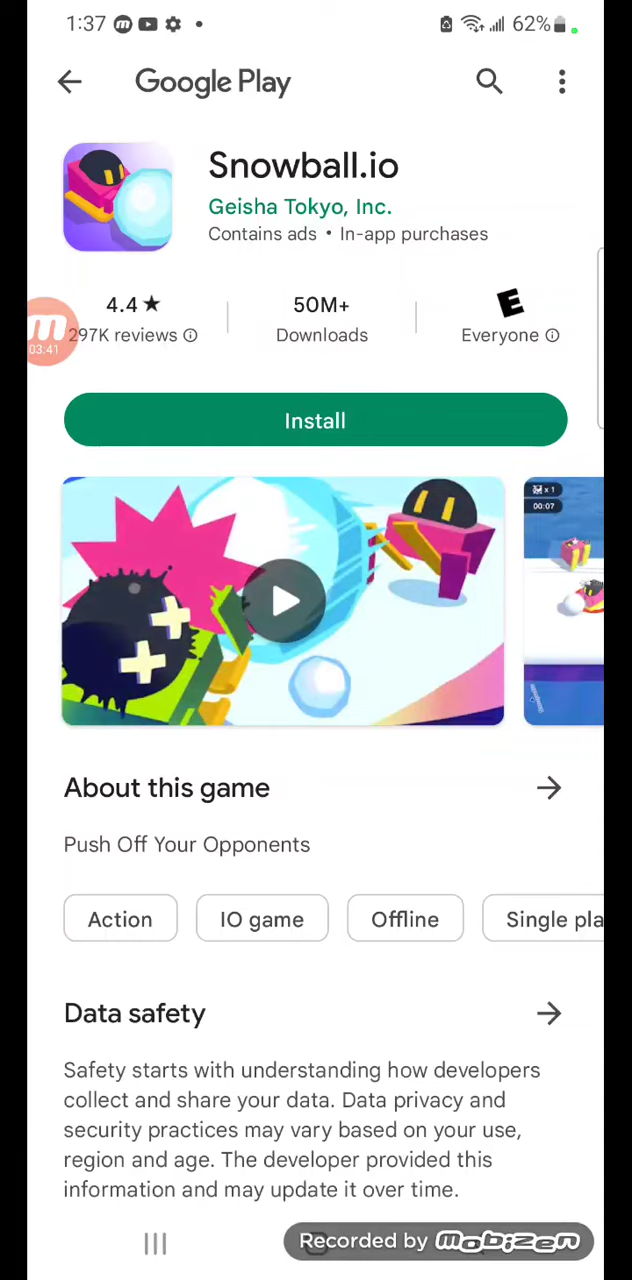 1:37
62%
Google Play
Snowball.io
Geisha Tokyo, Inc.
Contains ads • In-app purchases
4.4 ★
297K reviews
50M+
Downloads
E
Everyone
03:41
Install
x 1
00:07
About this game
Push Off Your Opponents
Action
IO game
Offline
Single pla
Data safety
Safety starts with understanding how developers
collect and share your data. Data privacy and
security practices may vary based on your use,
region and age. The developer provided this
information and may update it over time.
Recorded by mobizen